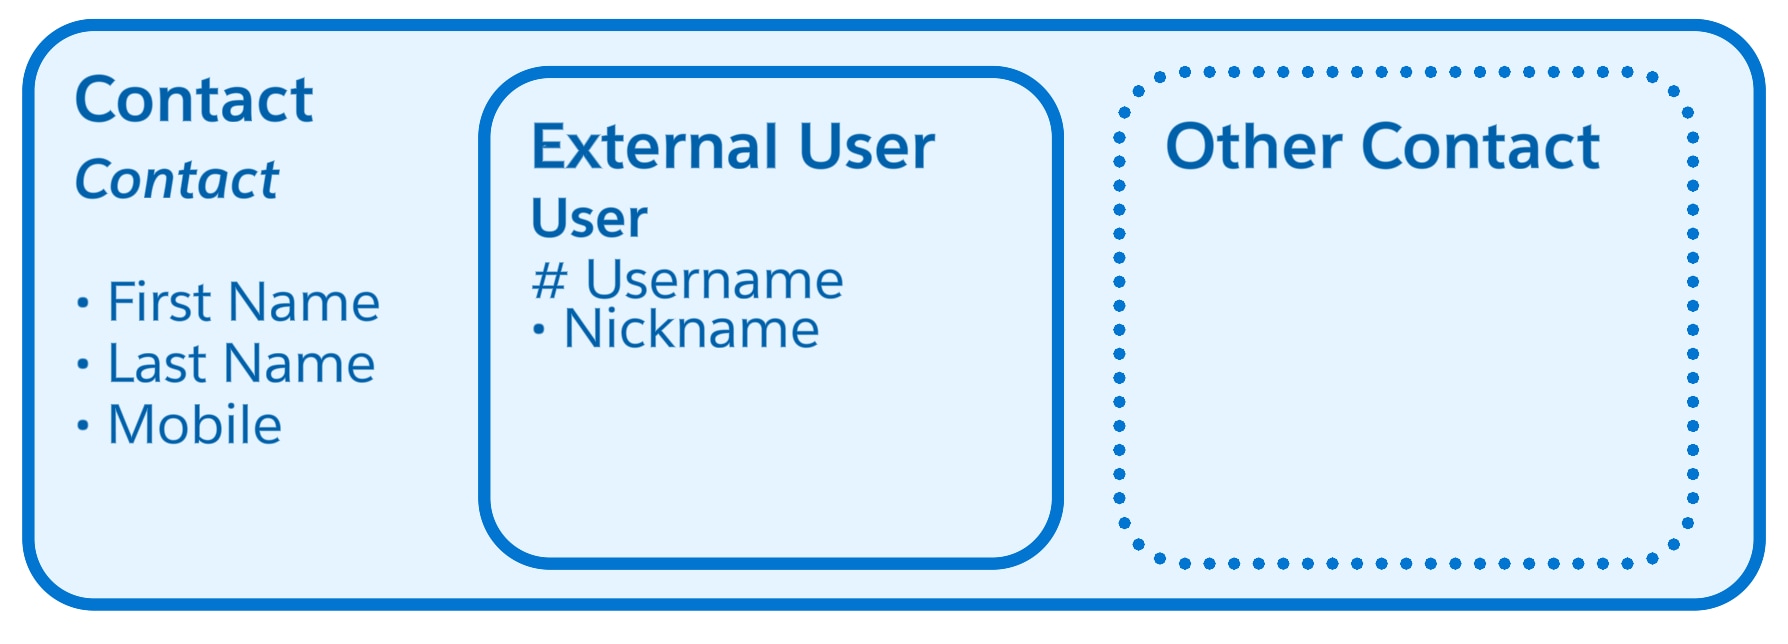 Contact
Contact
• First Name
• Last Name
• Mobile
External User
User
# Username
• Nickname
Other Contact